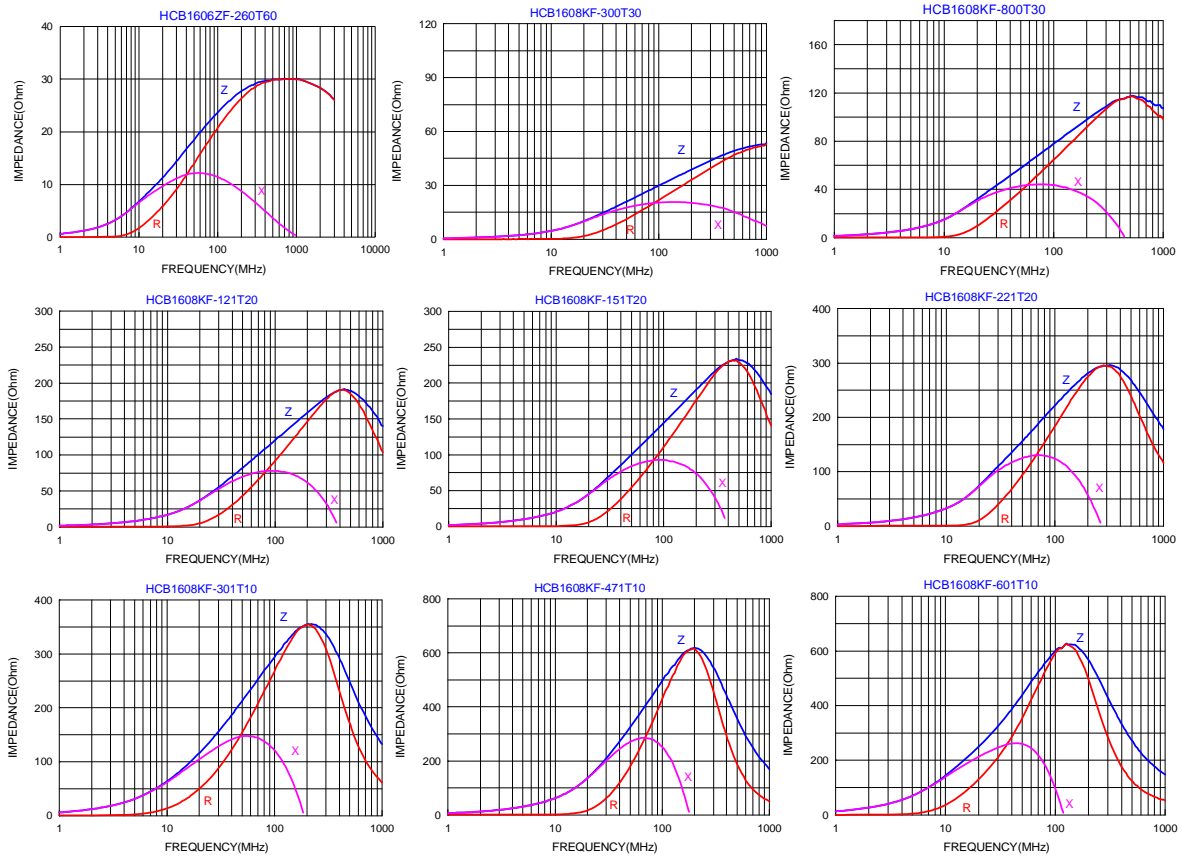 HCB1606ZF-260T60
IMPEDANCE(Ohm)
40
30
20
10
0
Z
X
R
1 10 100 1000 10000
FREQUENCY(MHz)
HCB1608KF-300T30
IMPEDANCE(Ohm)
120
90
60
30
0
Z
R
X
1 10 100 1000
FREQUENCY(MHz)
HCB1608KF-800T30
IMPEDANCE(Ohm)
160
120
80
40
0
Z
X
R
1 10 100 1000
FREQUENCY(MHz)
HCB1608KF-121T20
IMPEDANCE(Ohm)
300
250
200
150
100
50
0
Z
X
R
1 10 100 1000
FREQUENCY(MHz)
HCB1608KF-151T20
IMPEDANCE(Ohm)
300
250
200
150
100
50
0
Z
X
R
1 10 100 1000
FREQUENCY(MHz)
HCB1608KF-221T20
IMPEDANCE(Ohm)
400
300
200
100
0
Z
X
R
1 10 100 1000
FREQUENCY(MHz)
HCB1608KF-301T10
IMPEDANCE(Ohm)
400
350
300
250
200
150
100
50
0
Z
X
R
1 10 100 1000
FREQUENCY(MHz)
HCB1608KF-471T10
IMPEDANCE(Ohm)
800
600
400
200
0
Z
X
R
1 10 100 1000
FREQUENCY(MHz)
HCB1608KF-601T10
IMPEDANCE(Ohm)
800
600
400
200
0
Z
R
X
1 10 100 1000
FREQUENCY(MHz)